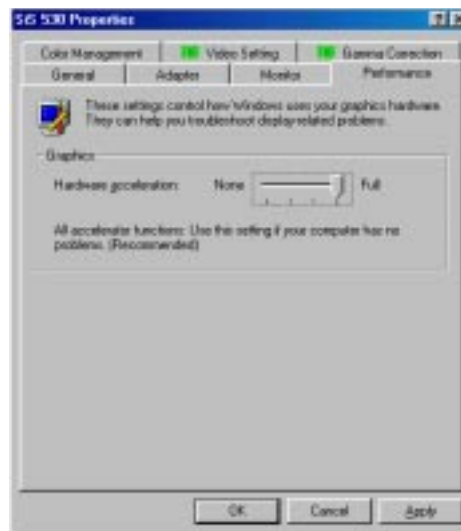 SiS 530 Properties
Color Management Video Setting Gamma Correction
General Adapter Monitor Performance
These settings control how Windows uses your graphics hardware.
They can help you troubleshoot display-related problems.
Graphics
Hardware acceleration: None Full
All accelerator functions: Use this setting if your computer has no
problems. (Recommended)
OK Cancel Apply